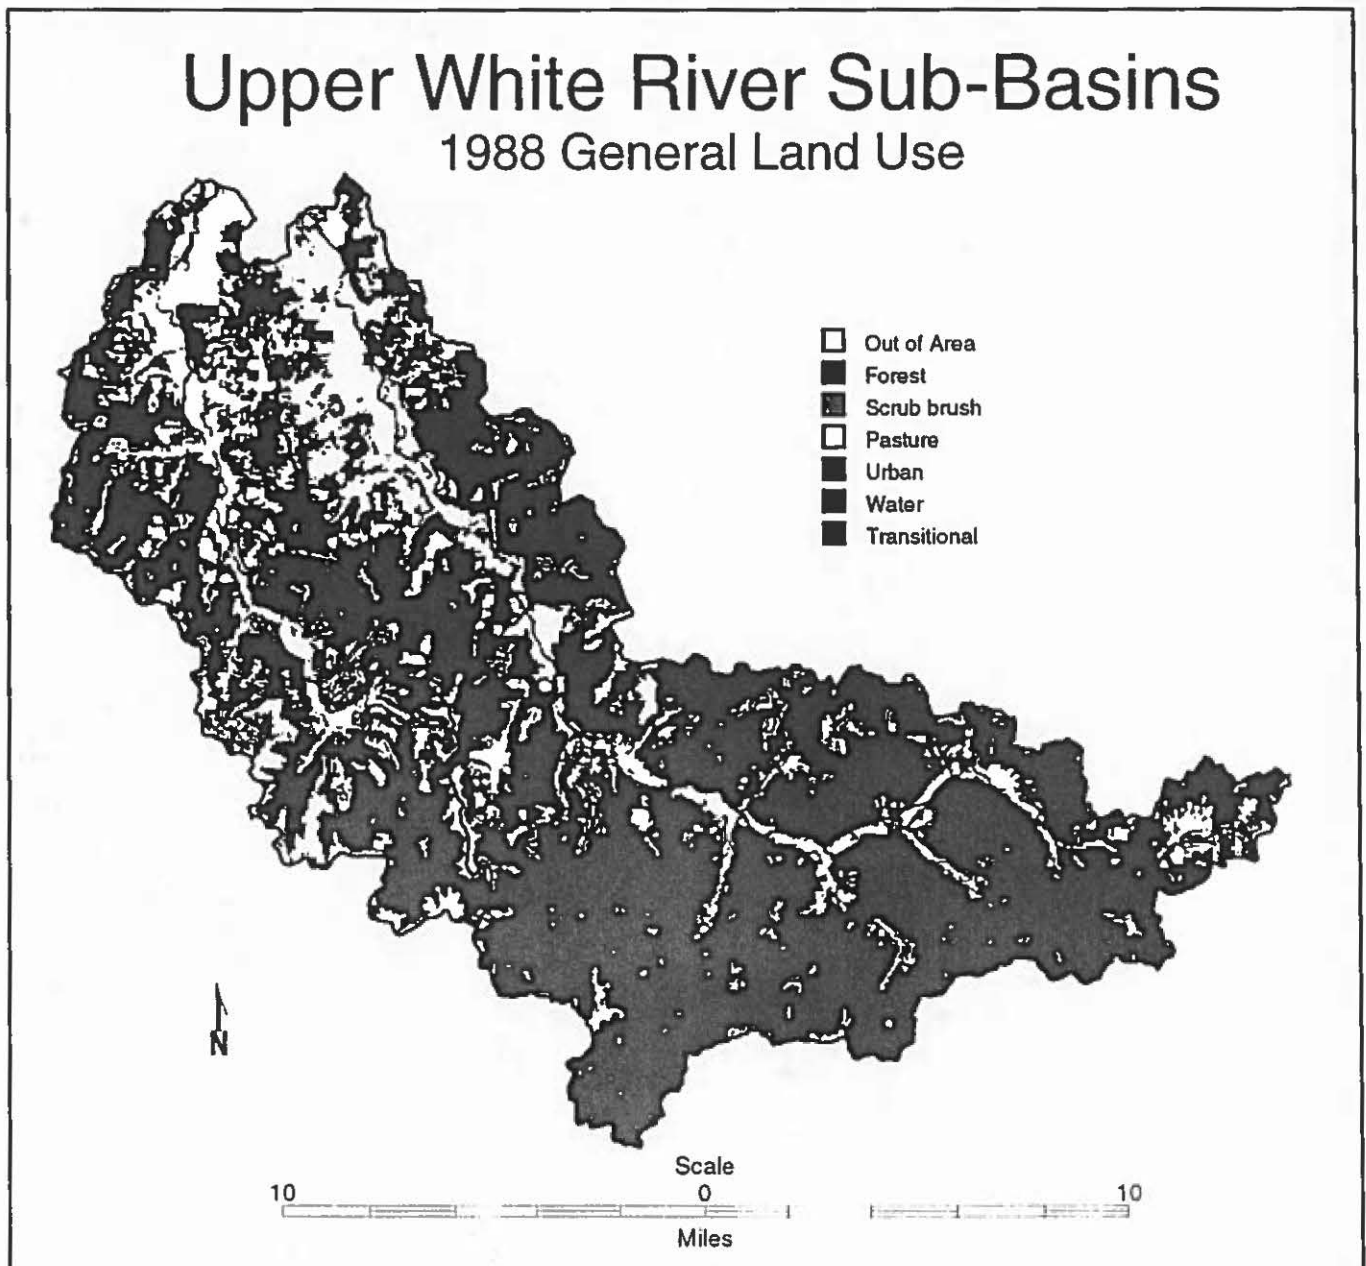 Upper White River Sub-Basins
1988 General Land Use
Out of Area
Forest
Scrub brush
Pasture
Urban
Water
Transitional
N
Scale
10 0 10
Miles